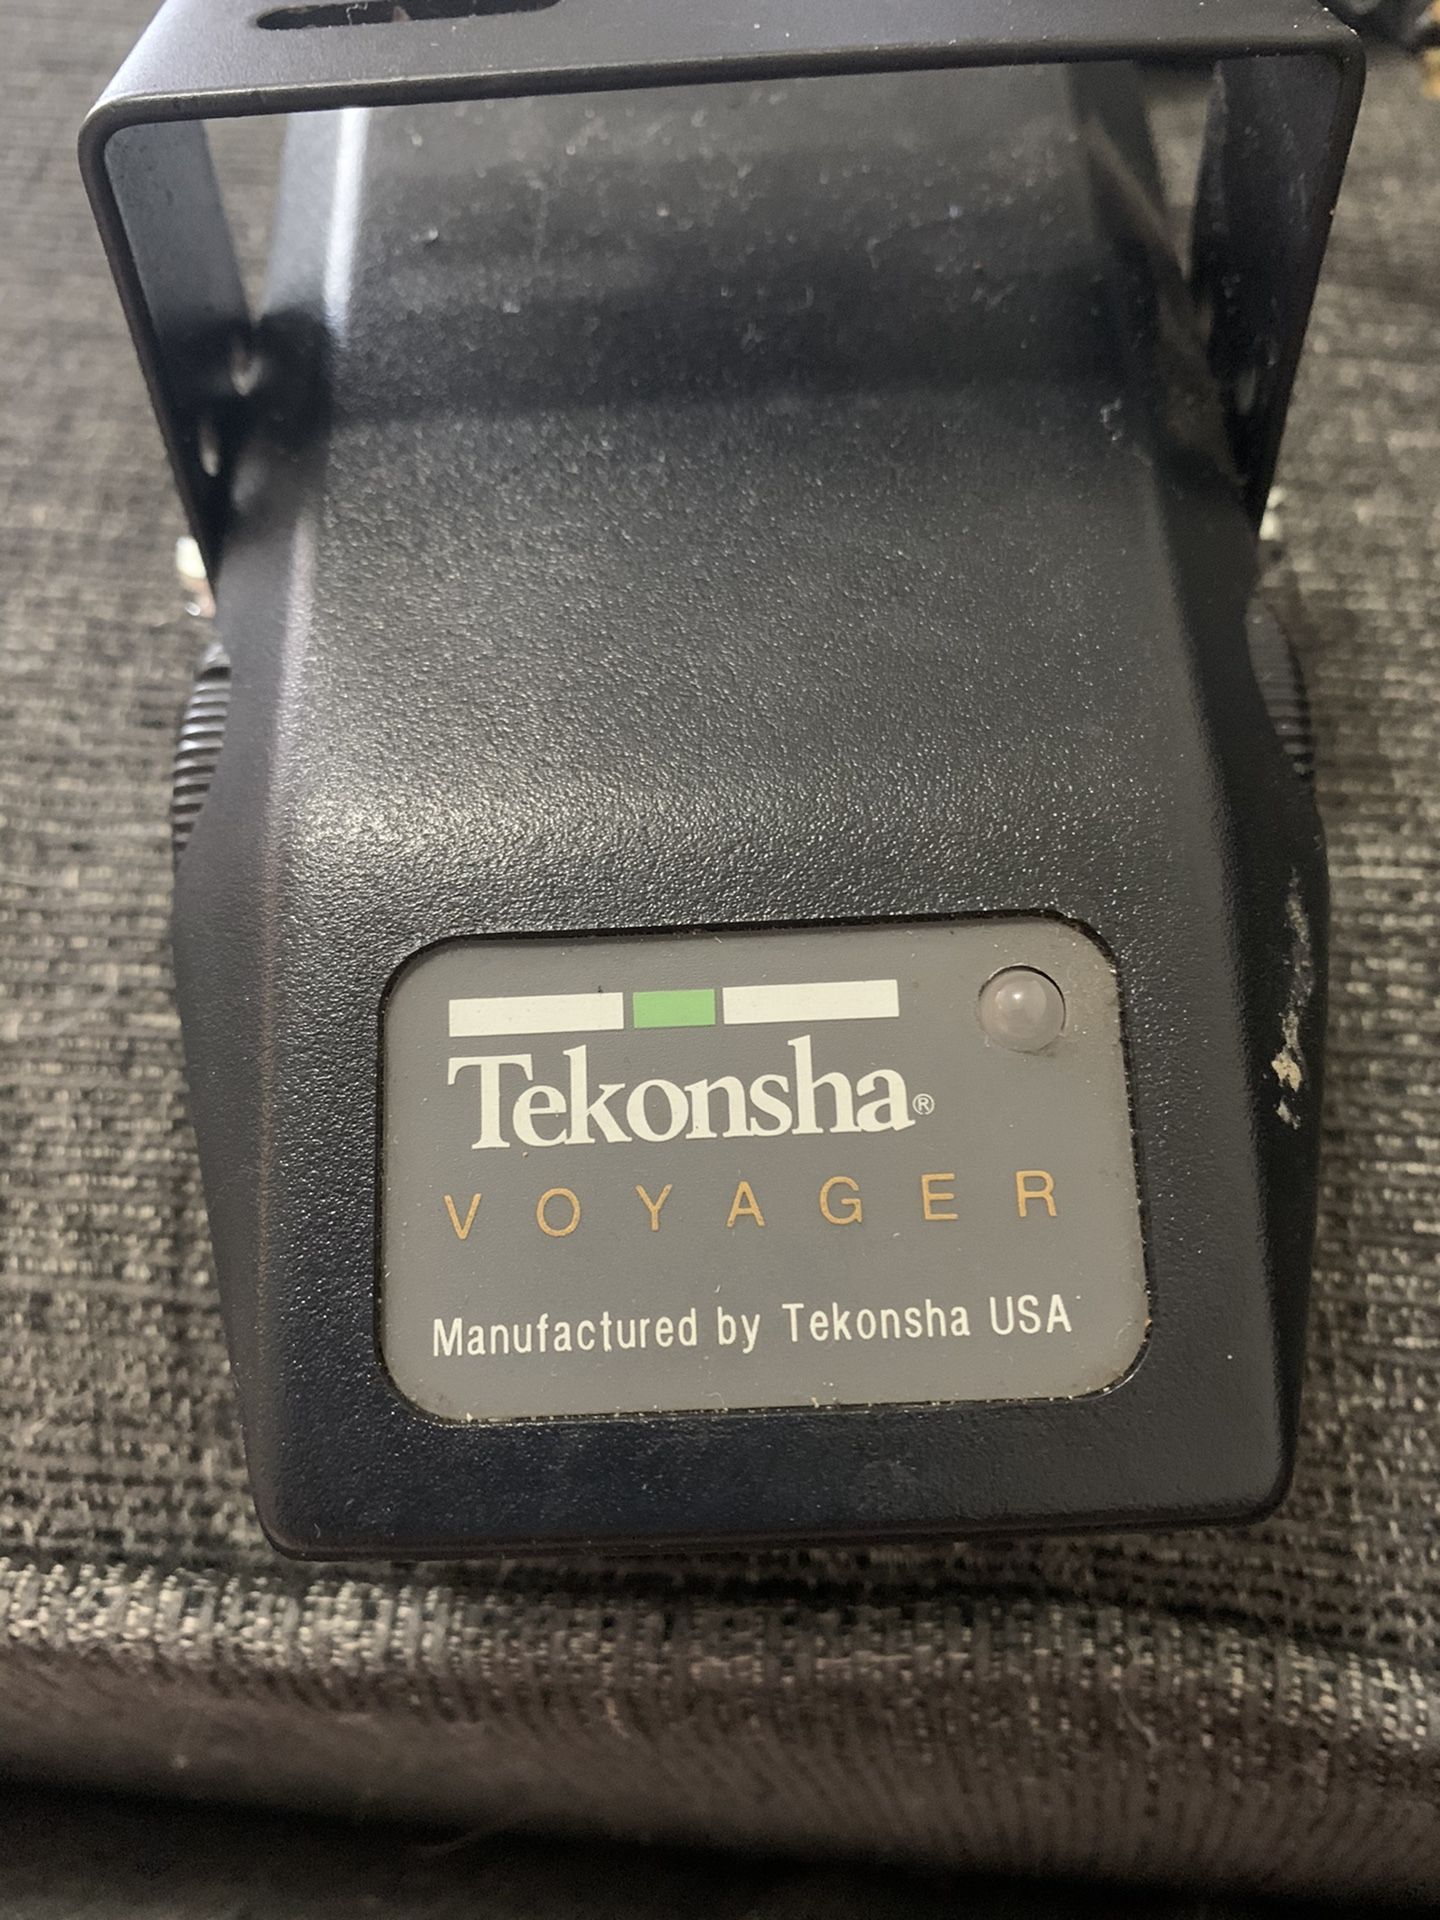 Tekonsha®
VOYAGER
Manufactured by Tekonsha USA